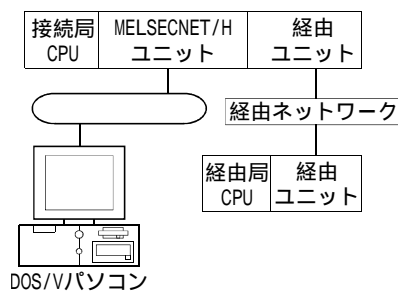 接続局
CPU
MELSECNET/H
ユニット
経由
ユニット
経由ネットワーク
経由局
CPU
経由
ユニット
DOS/Vパソコン